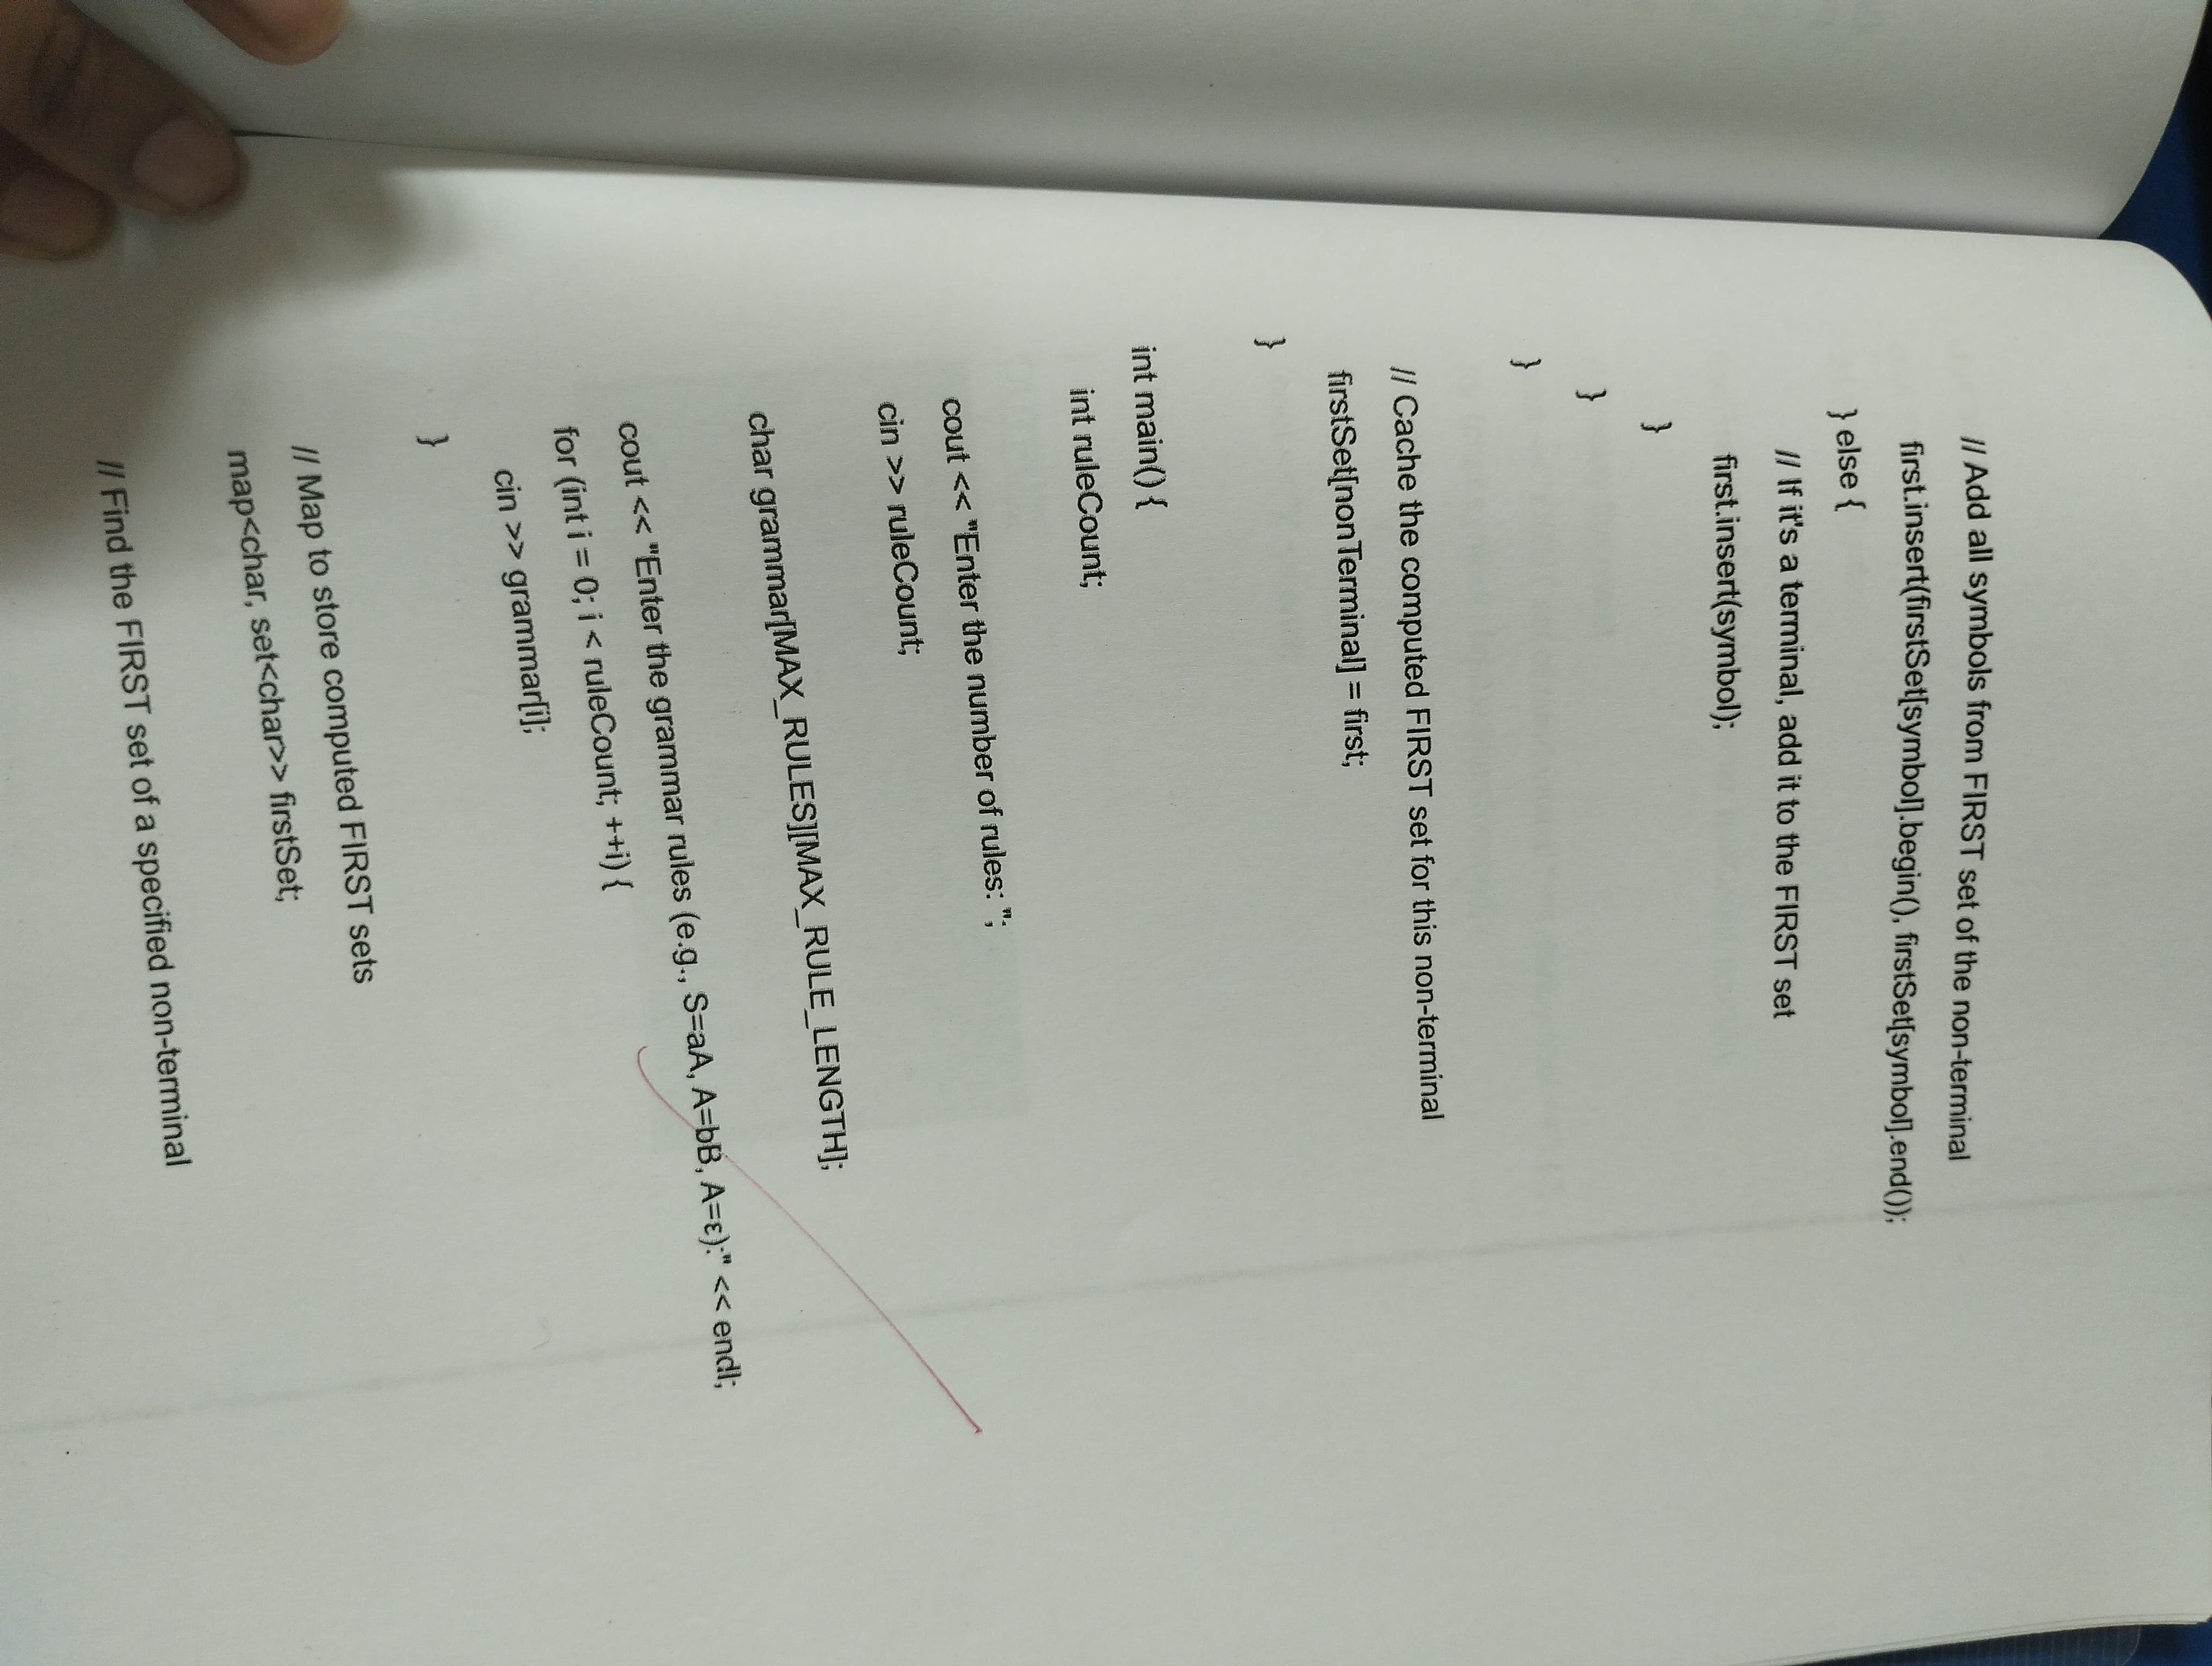 // Add all symbols from FIRST set of the non-terminal
first.insert(firstSet[symbol].begin(), firstSet[symbol].end());
} else {
// If it's a terminal, add it to the FIRST set
first.insert(symbol);
}
}
}
// Cache the computed FIRST set for this non-terminal
firstSet[nonTerminal] = first;
}
int main() {
int ruleCount;
cout << "Enter the number of rules: ";
cin >> ruleCount;
char grammar[MAX_RULES][MAX_RULE_LENGTH];
cout << "Enter the grammar rules (e.g., S=aA, A=bB, A=ε):" << endl;
for (int i = 0; i < ruleCount; ++i) {
cin >> grammar[i];
}
// Map to store computed FIRST sets
map<char, set<char>> firstSet;
// Find the FIRST set of a specified non-terminal